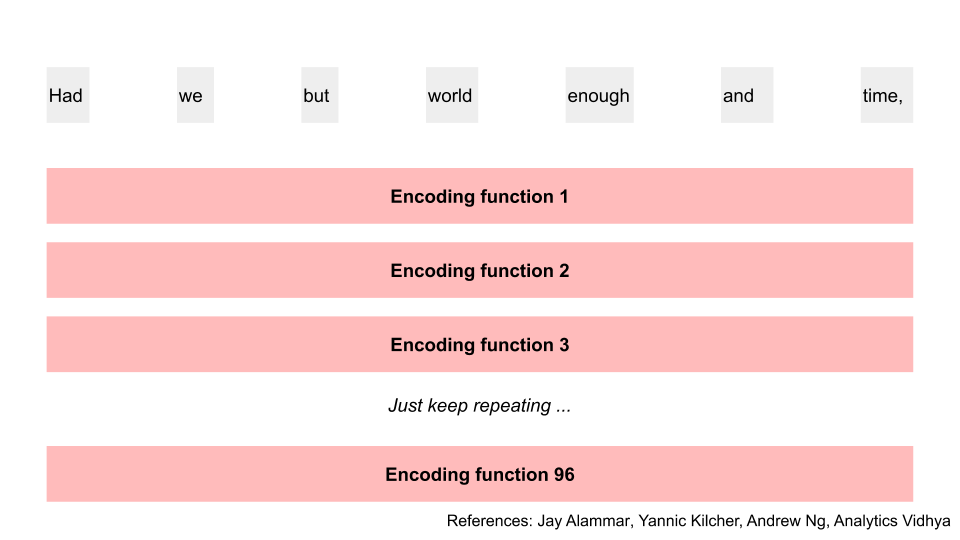 Had we but world enough and time,
Encoding function 1
Encoding function 2
Encoding function 3
Just keep repeating ...
Encoding function 96
References: Jay Alammar, Yannic Kilcher, Andrew Ng, Analytics Vidhya